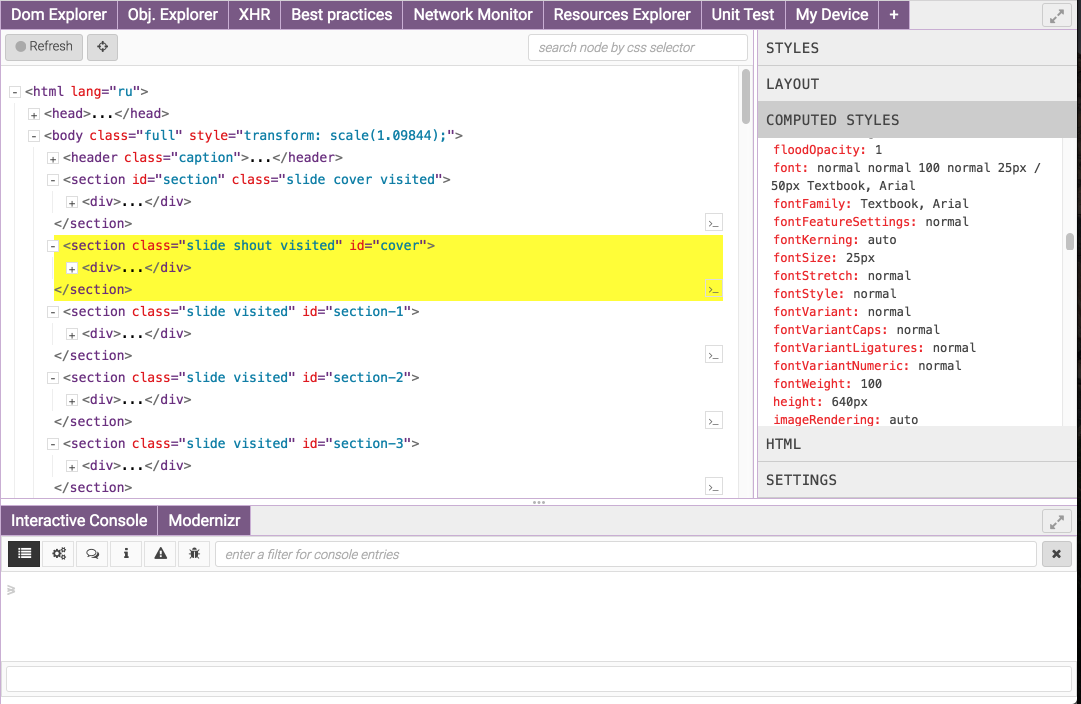 Dom Explorer Obj. Explorer XHR Best practices Network Monitor Resources Explorer Unit Test My Device +
Refresh
search node by css selector
- <html lang="ru">
+ <head>...</head>
- <body class="full" style="transform: scale(1.09844);">
+ <header class="caption">...</header>
- <section id="section" class="slide cover visited">
+ <div>...</div>
</section>
>_
- <section class="slide shout visited" id="cover">
+ <div>...</div>
</section>
>_
- <section class="slide visited" id="section-1">
+ <div>...</div>
</section>
>_
- <section class="slide visited" id="section-2">
+ <div>...</div>
</section>
>_
- <section class="slide visited" id="section-3">
+ <div>...</div>
</section>
>_
STYLES
LAYOUT
COMPUTED STYLES
floodOpacity: 1
font: normal normal 100 normal 25px /
50px Textbook, Arial
fontFamily: Textbook, Arial
fontFeatureSettings: normal
fontKerning: auto
fontSize: 25px
fontStretch: normal
fontStyle: normal
fontVariant: normal
fontVariantCaps: normal
fontVariantLigatures: normal
fontVariantNumeric: normal
fontWeight: 100
height: 640px
imageRendering: auto
HTML
SETTINGS
Interactive Console Modernizr
enter a filter for console entries